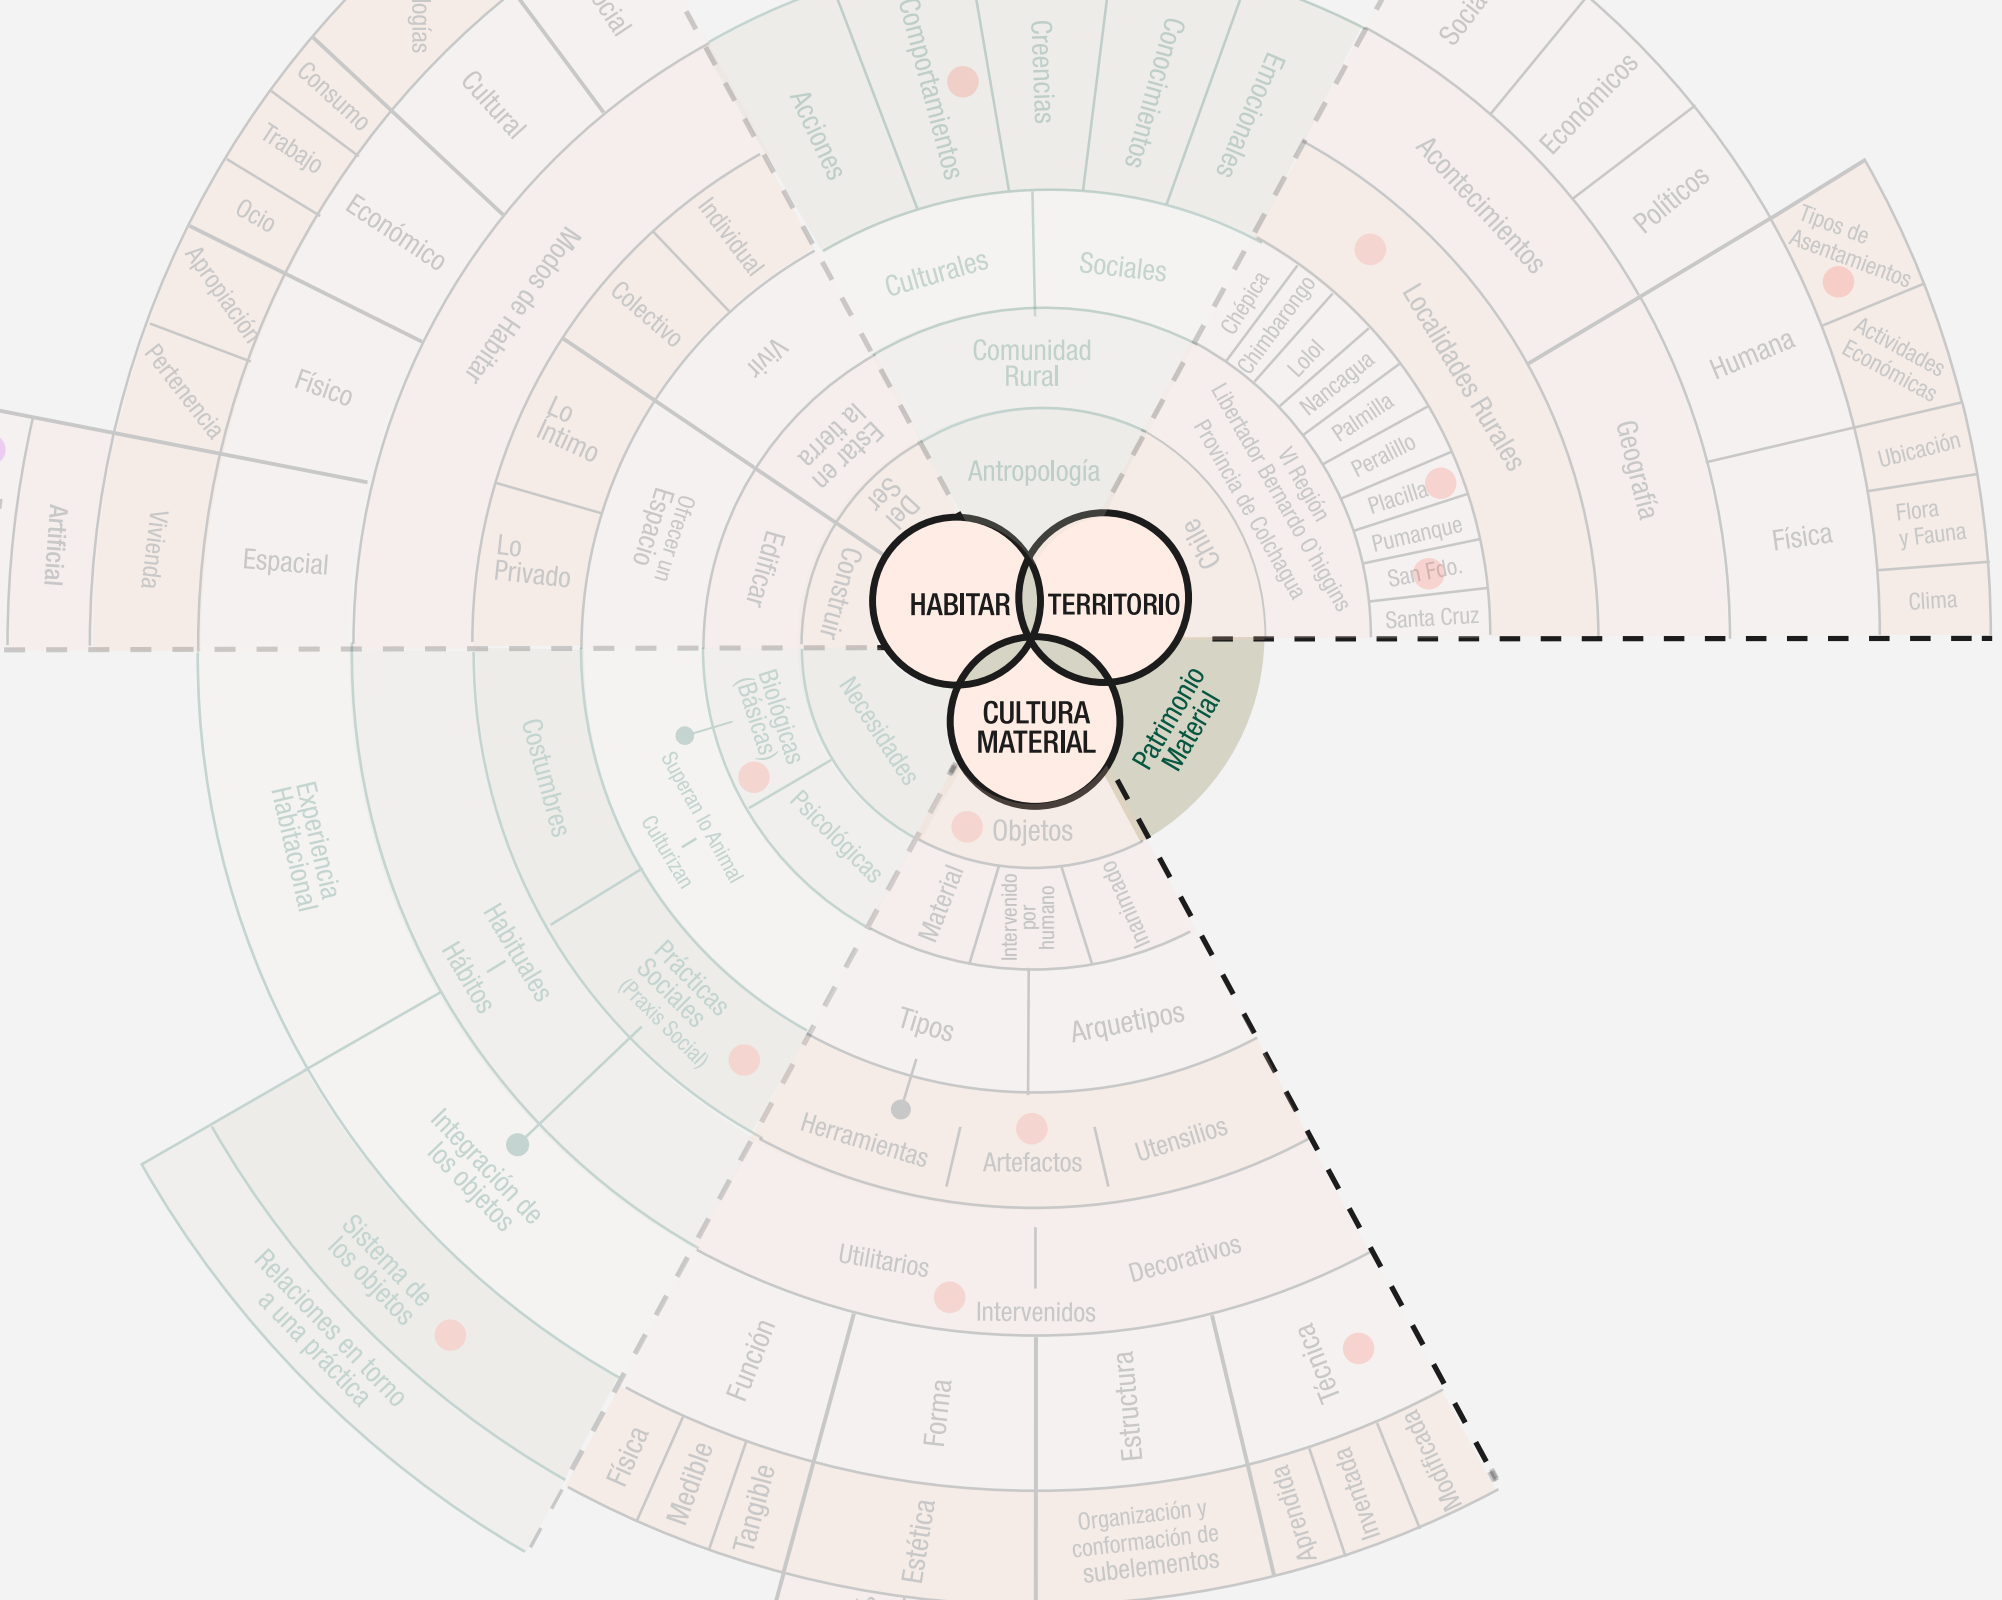 HABITAR
TERRITORIO
CULTURA
MATERIAL
Patrimonio
Material
Antropología
Comunidad
Rural
Culturales
Sociales
Acciones
Comportamientos
Creencias
Conocimientos
Emocionales
Chile
VI Región
Libertador Bernardo O'higgins
Provincia de Colchagua
Chépica
Chimbarongo
Lolol
Nancagua
Palmilla
Peralillo
Placilla
Pumanque
San Fdo.
Santa Cruz
Localidades Rurales
Acontecimientos
Económicos
Políticos
Geografía
Humana
Física
Tipos de
Asentamientos
Actividades
Económicas
Ubicación
Flora
y Fauna
Clima
Del
Ser
Construir
Estar en
la tierra
Edificar
Vivir
Ofrecer un
Espacio
Individual
Colectivo
Lo
Íntimo
Lo
Privado
Modos de Habitar
Cultural
Económico
Físico
Espacial
Consumo
Trabajo
Ocio
Apropiación
Pertenencia
Vivienda
Artificial
Necesidades
Biológicas
(Básicas)
Psicológicas
Superan lo Animal
Culturizan
Costumbres
Prácticas
Sociales
(Praxis Social)
Habituales
Hábitos
Experiencia
Habitacional
Integración de
los objetos
Sistema de
los objetos
Relaciones en torno
a una práctica
Objetos
Material
Intervenido
por
humano
Inanimado
Tipos
Arquetipos
Herramientas
Artefactos
Utensilios
Utilitarios
Decorativos
Intervenidos
Función
Forma
Estructura
Técnica
Física
Medible
Tangible
Estética
Organización y
conformación de
subelementos
Aprendida
Inventada
Modificada